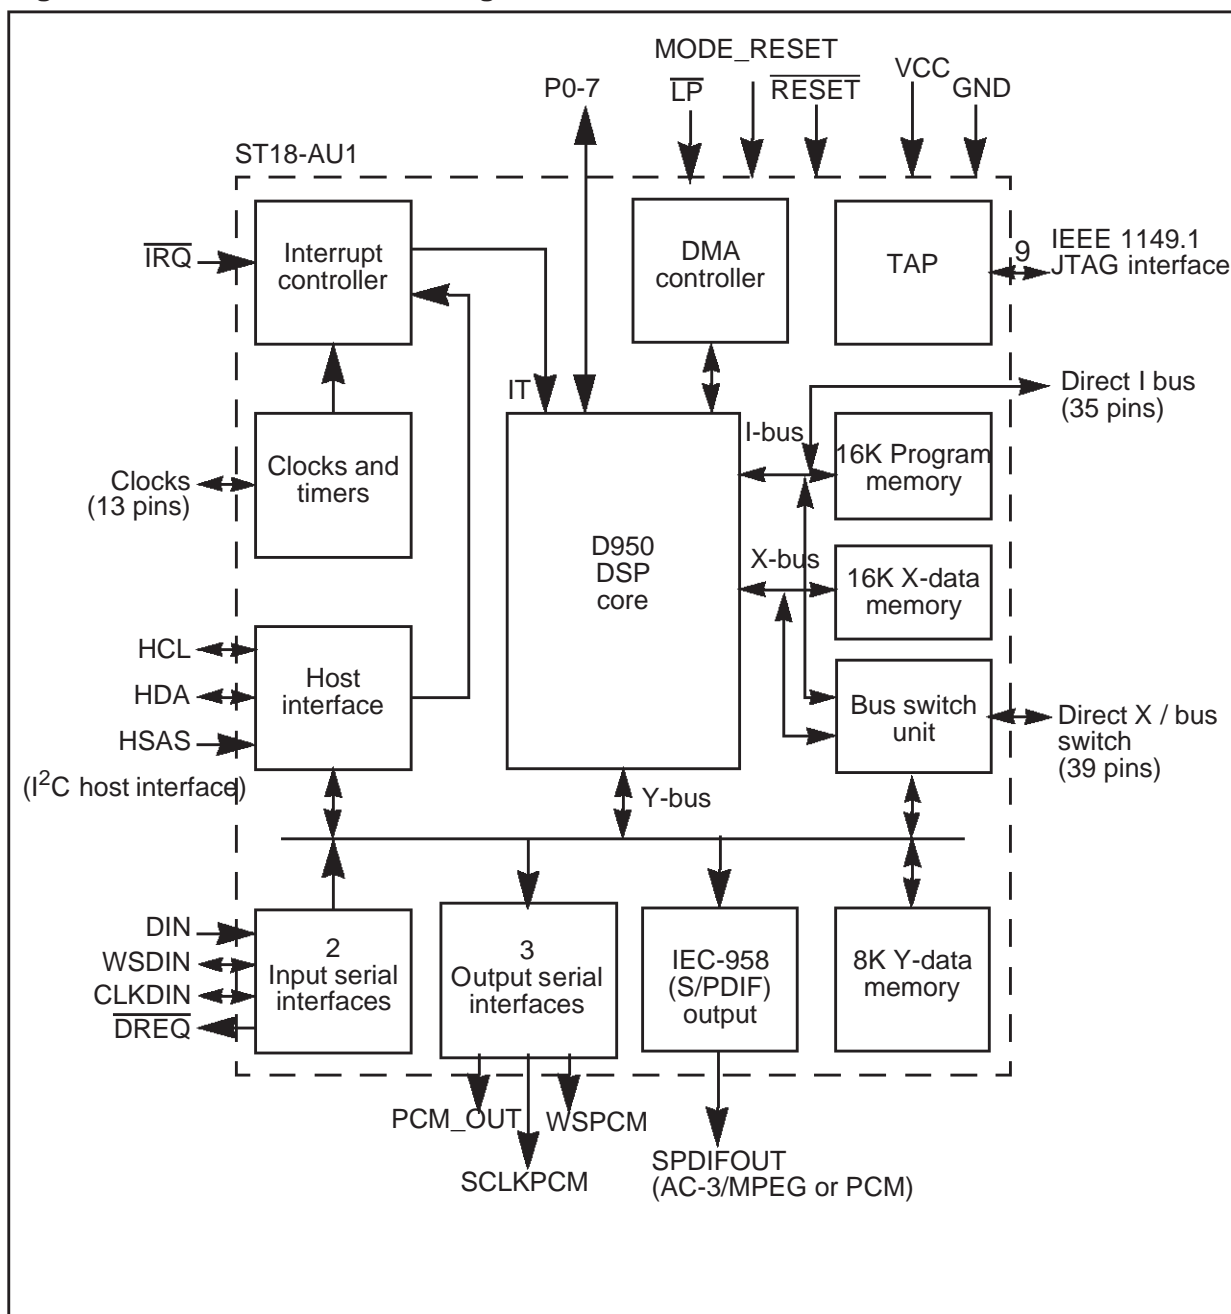 MODE_RESET
P0-7
LP
RESET
VCC
GND
ST18-AU1
IRQ
Interrupt
controller
DMA
controller
TAP
9
IEEE 1149.1
JTAG interface
IT
Direct I bus
(35 pins)
Clocks
(13 pins)
Clocks and
timers
I-bus
16K Program
memory
D950
DSP
core
X-bus
16K X-data
memory
HCL
HDA
HSAS
(I2C host interface)
Host
interface
Bus switch
unit
Direct X / bus
switch
(39 pins)
Y-bus
DIN
WSDIN
CLKDIN
DREQ
2
Input serial
interfaces
3
Output serial
interfaces
IEC-958
(S/PDIF)
output
8K Y-data
memory
PCM_OUT
WSPCM
SCLKPCM
SPDIFOUT
(AC-3/MPEG or PCM)